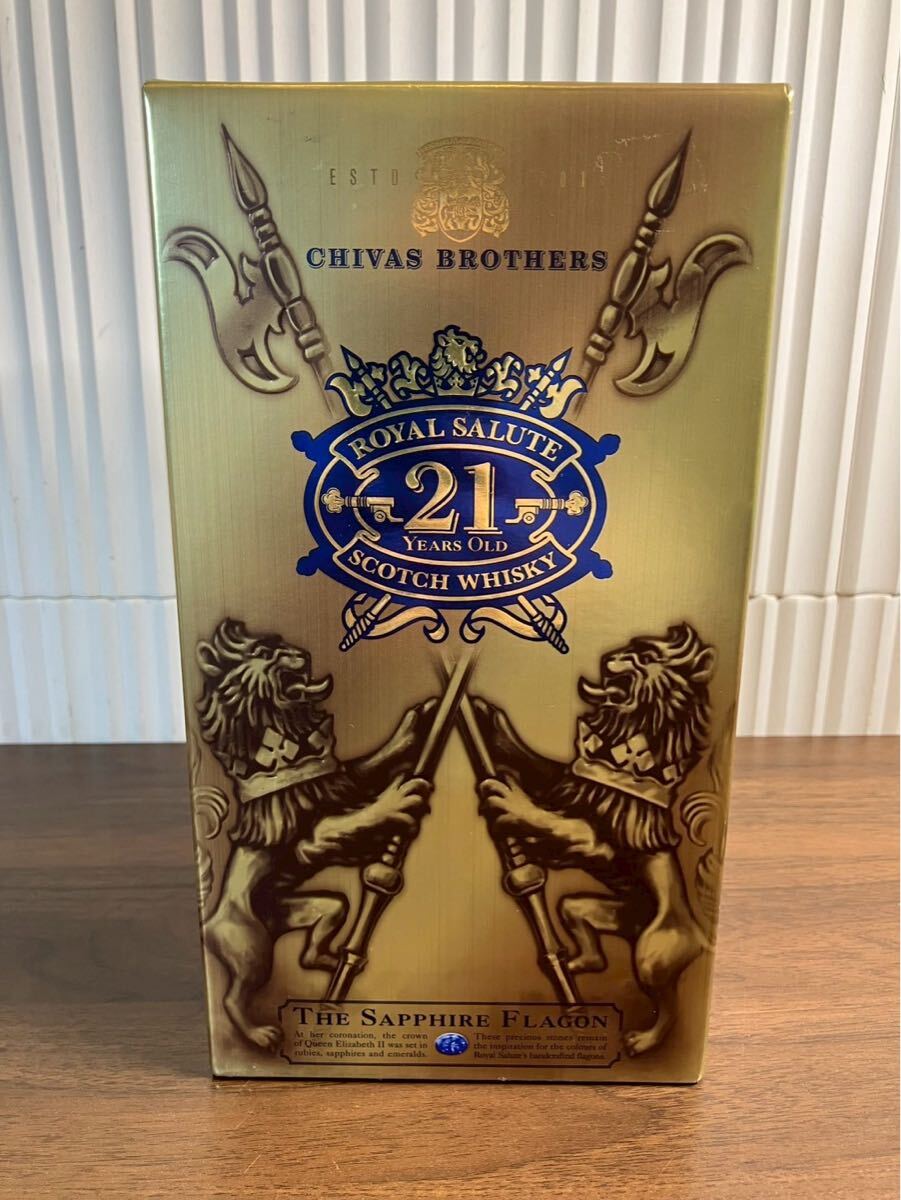 ESTD 1801
CHIVAS BROTHERS
ROYAL SALUTE
21
YEARS OLD
SCOTCH WHISKY
THE SAPPHIRE FLAGON
At her coronation, the crown
of Queen Elizabeth II was set in
rubies, sapphires and emeralds.
These precious stones remain
the inspiration for the colours of
Royal Salute's handcrafted flagons.